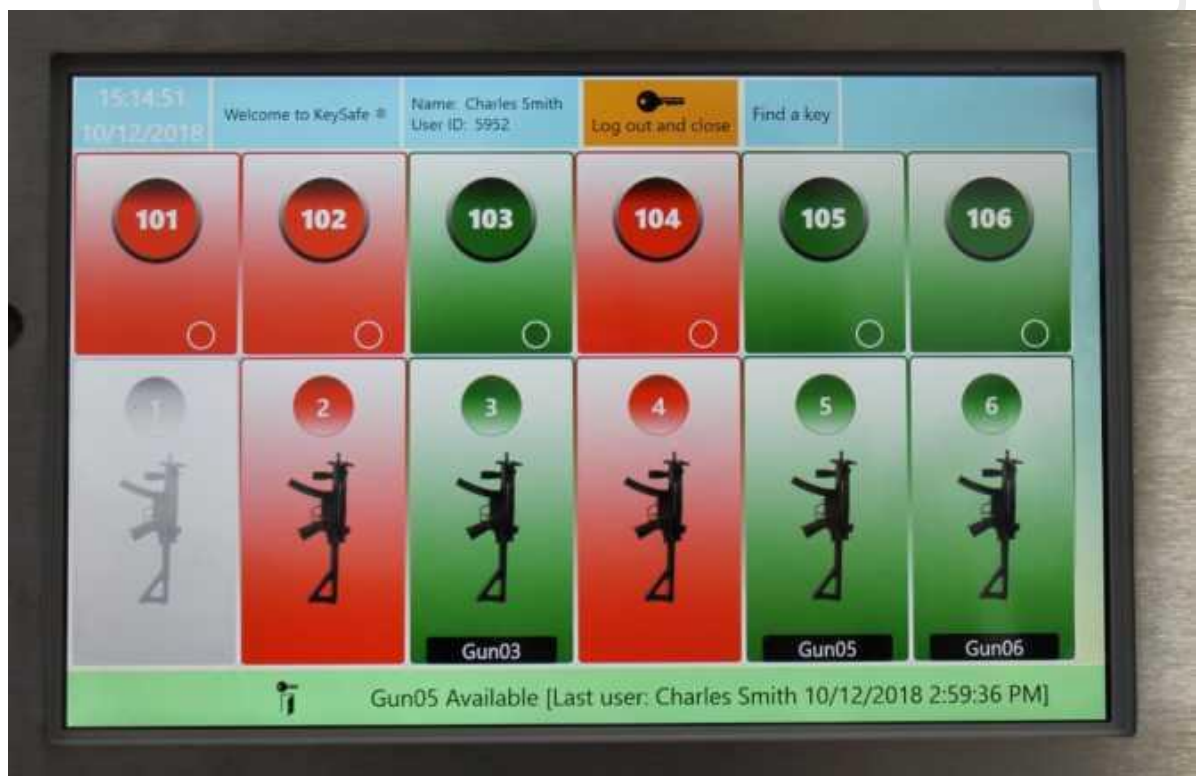 15:14:51
10/12/2018
Welcome to KeySafe ®
Name: Charles Smith
User ID: 5952
Log out and close
Find a key
101 102 103 104 105 106
1 2 3 4 5 6
Gun03 Gun05 Gun06
Gun05 Available [Last user: Charles Smith 10/12/2018 2:59:36 PM]